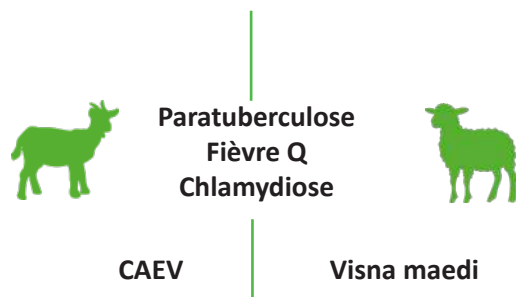 Paratuberculose
Fièvre Q
Chlamydiose
CAEV
Visna maedi